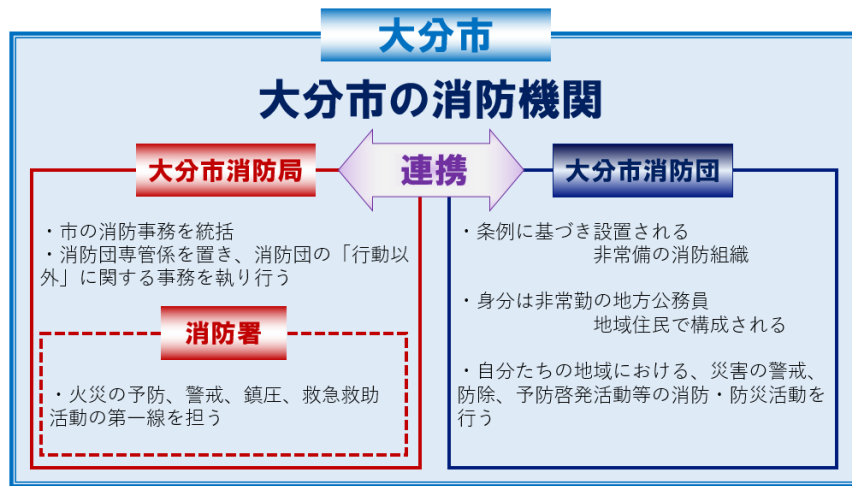 大分市
大分市の消防機関
大分市消防局
連携
大分市消防団
・市の消防事務を統括
・消防団専管係を置き、消防団の「行動以
外」に関する事務を執り行う
消防署
・火災の予防、警戒、鎮圧、救急救助
活動の第一線を担う
・条例に基づき設置される
非常備の消防組織
・身分は非常勤の地方公務員
地域住民で構成される
・自分たちの地域における、災害の警戒、
防除、予防啓発活動等の消防・防災活動を
行う